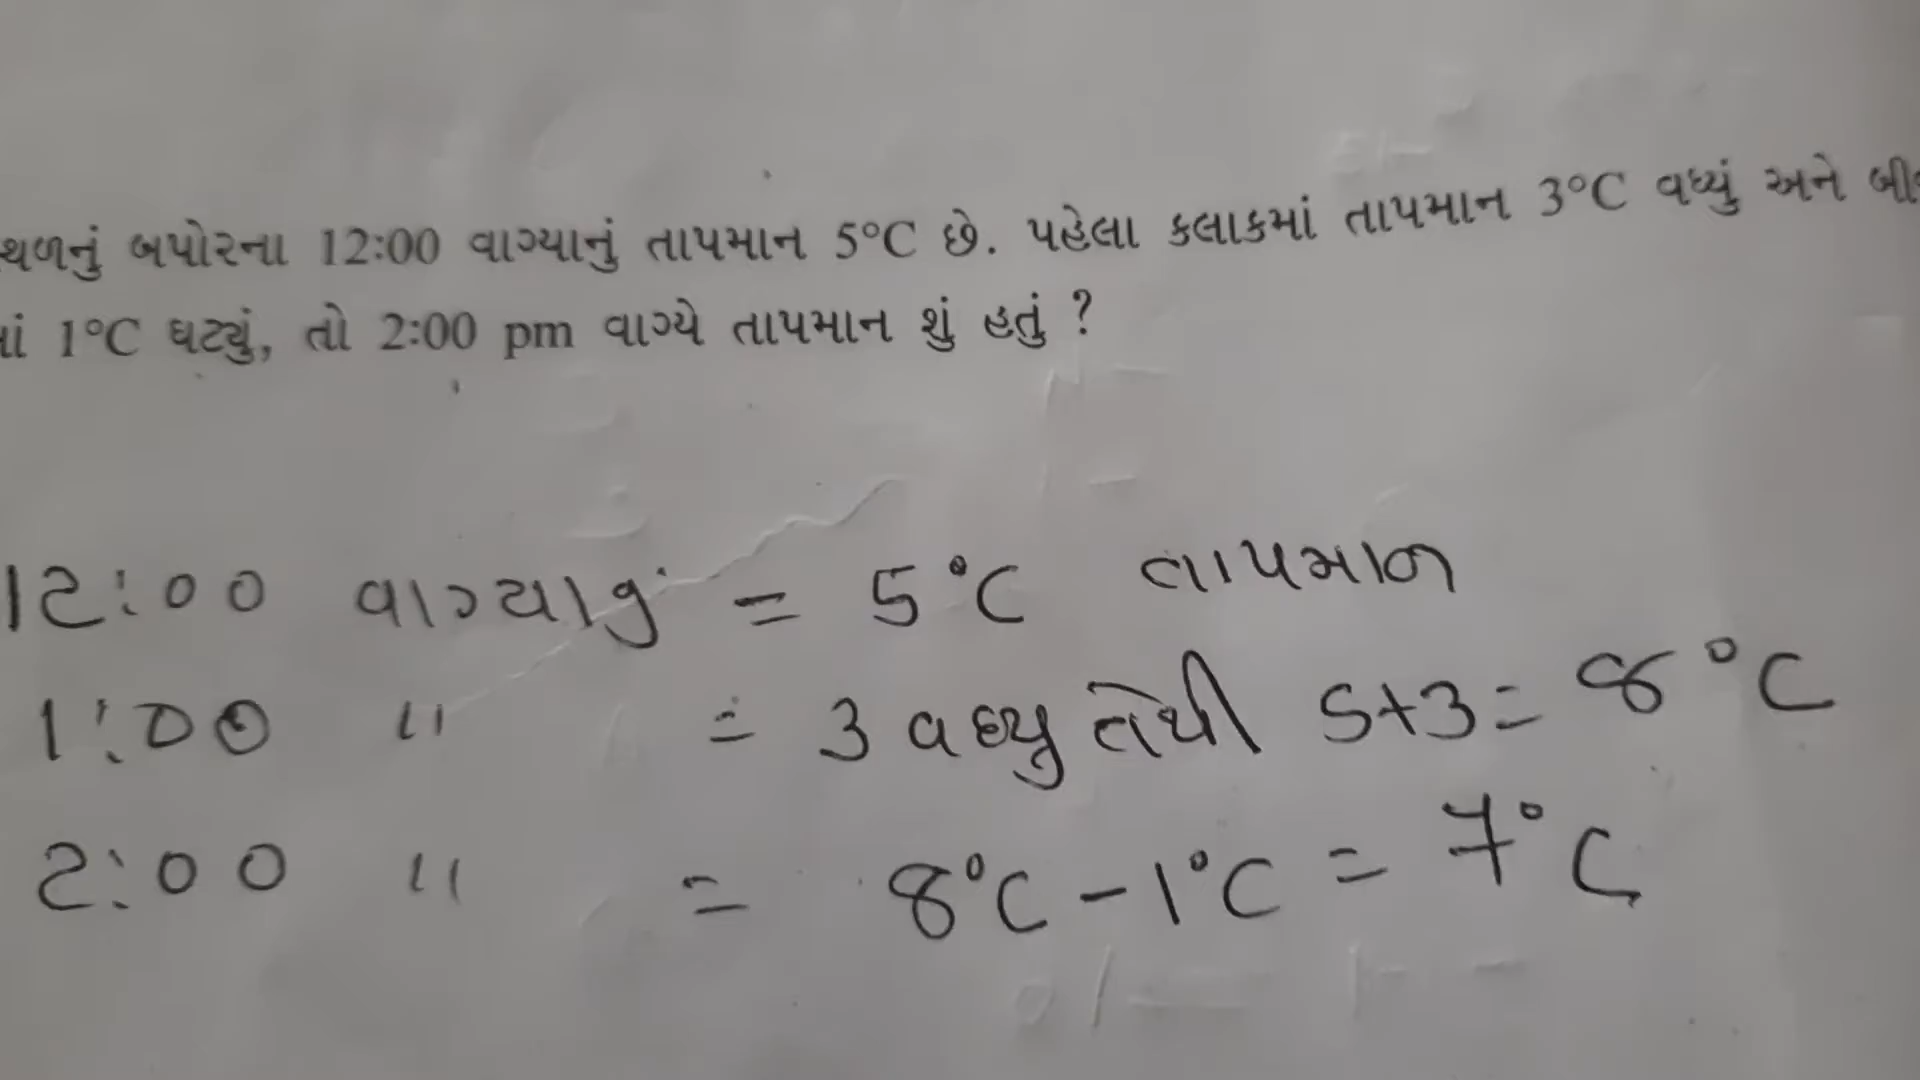 સ્થળનું બપોરના 12:00 વાગ્યાનું તાપમાન 5°C છે. પહેલા કલાકમાં તાપમાન 3°C વધ્યું અને
1°C ઘટ્યું, તો 2:00 pm વાગ્યે તાપમાન શું હતું ?
12:00 વાગ્યાનું = 5°C તાપમાન
1:00 " = 3 વધ્યુ તેથી 5+3= 8°C
2:00 " = 8°C - 1°C = 7°C